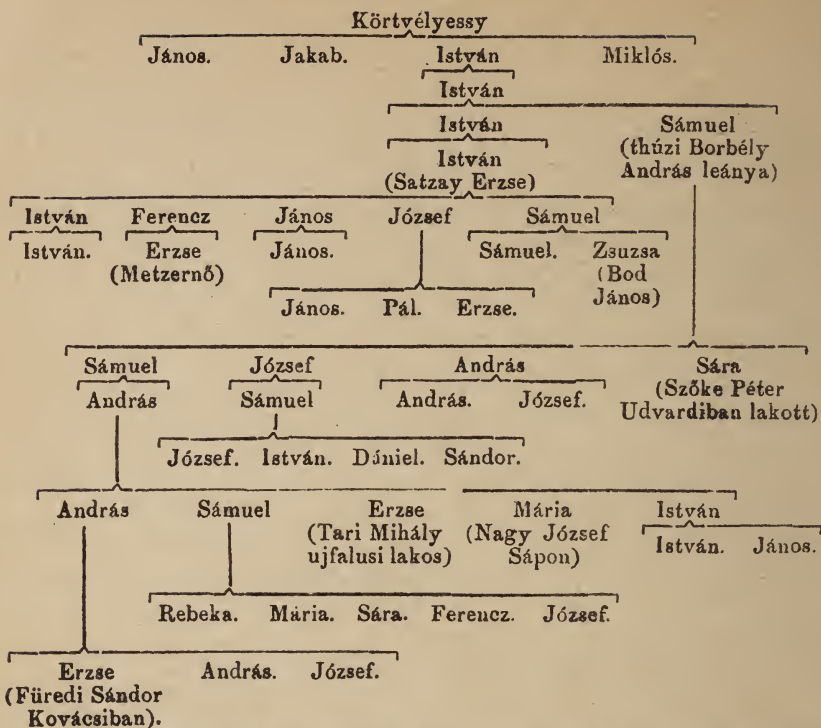 Körtvélyessy
János. Jakab. István Miklós.
István
István Sámuel
(thúzi Borbély
András leánya)
István
(Satzay Erzse)
István Ferencz János József Sámuel
István. Erzse János. Sámuel. Zsuzsa
(Metzernő) (Bod
János)
János. Pál. Erzse.
Sámuel József András Sára
(Szőke Péter
Udvardiban lakott)
András Sámuel András. József.
József. István. Dániel. Sándor.
András Sámuel Erzse Mária István
(Tari Mihály (Nagy József
ujfalusi lakos) Sápon)
István. János.
Rebeka. Mária. Sára. Ferencz. József.
Erzse András. József.
(Füredi Sándor
Kovácsiban).